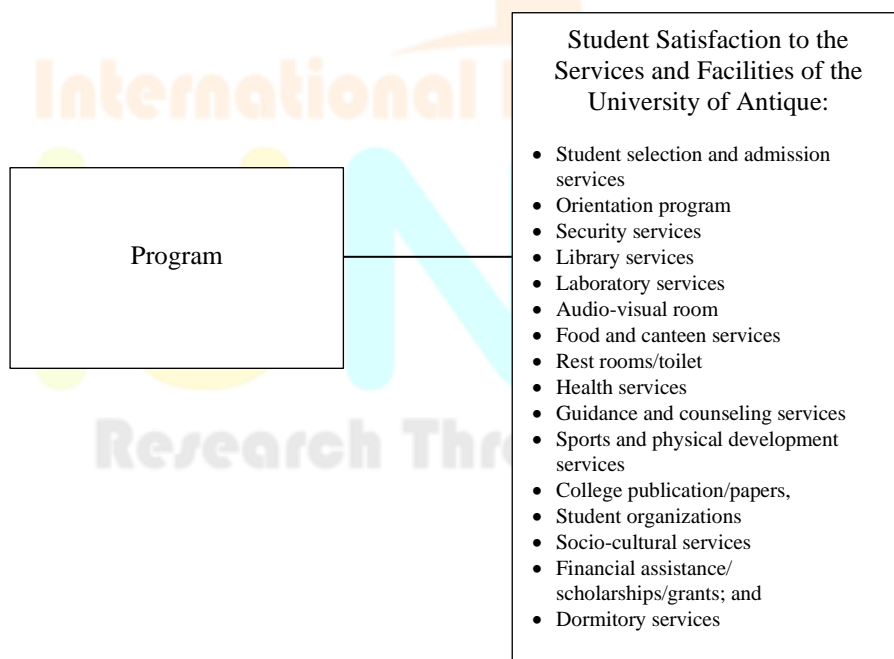 International
Research Thr
Program
Student Satisfaction to the
Services and Facilities of the
University of Antique:
• Student selection and admission
services
• Orientation program
• Security services
• Library services
• Laboratory services
• Audio-visual room
• Food and canteen services
• Rest rooms/toilet
• Health services
• Guidance and counseling services
• Sports and physical development
services
• College publication/papers,
• Student organizations
• Socio-cultural services
• Financial assistance/
scholarships/grants; and
• Dormitory services